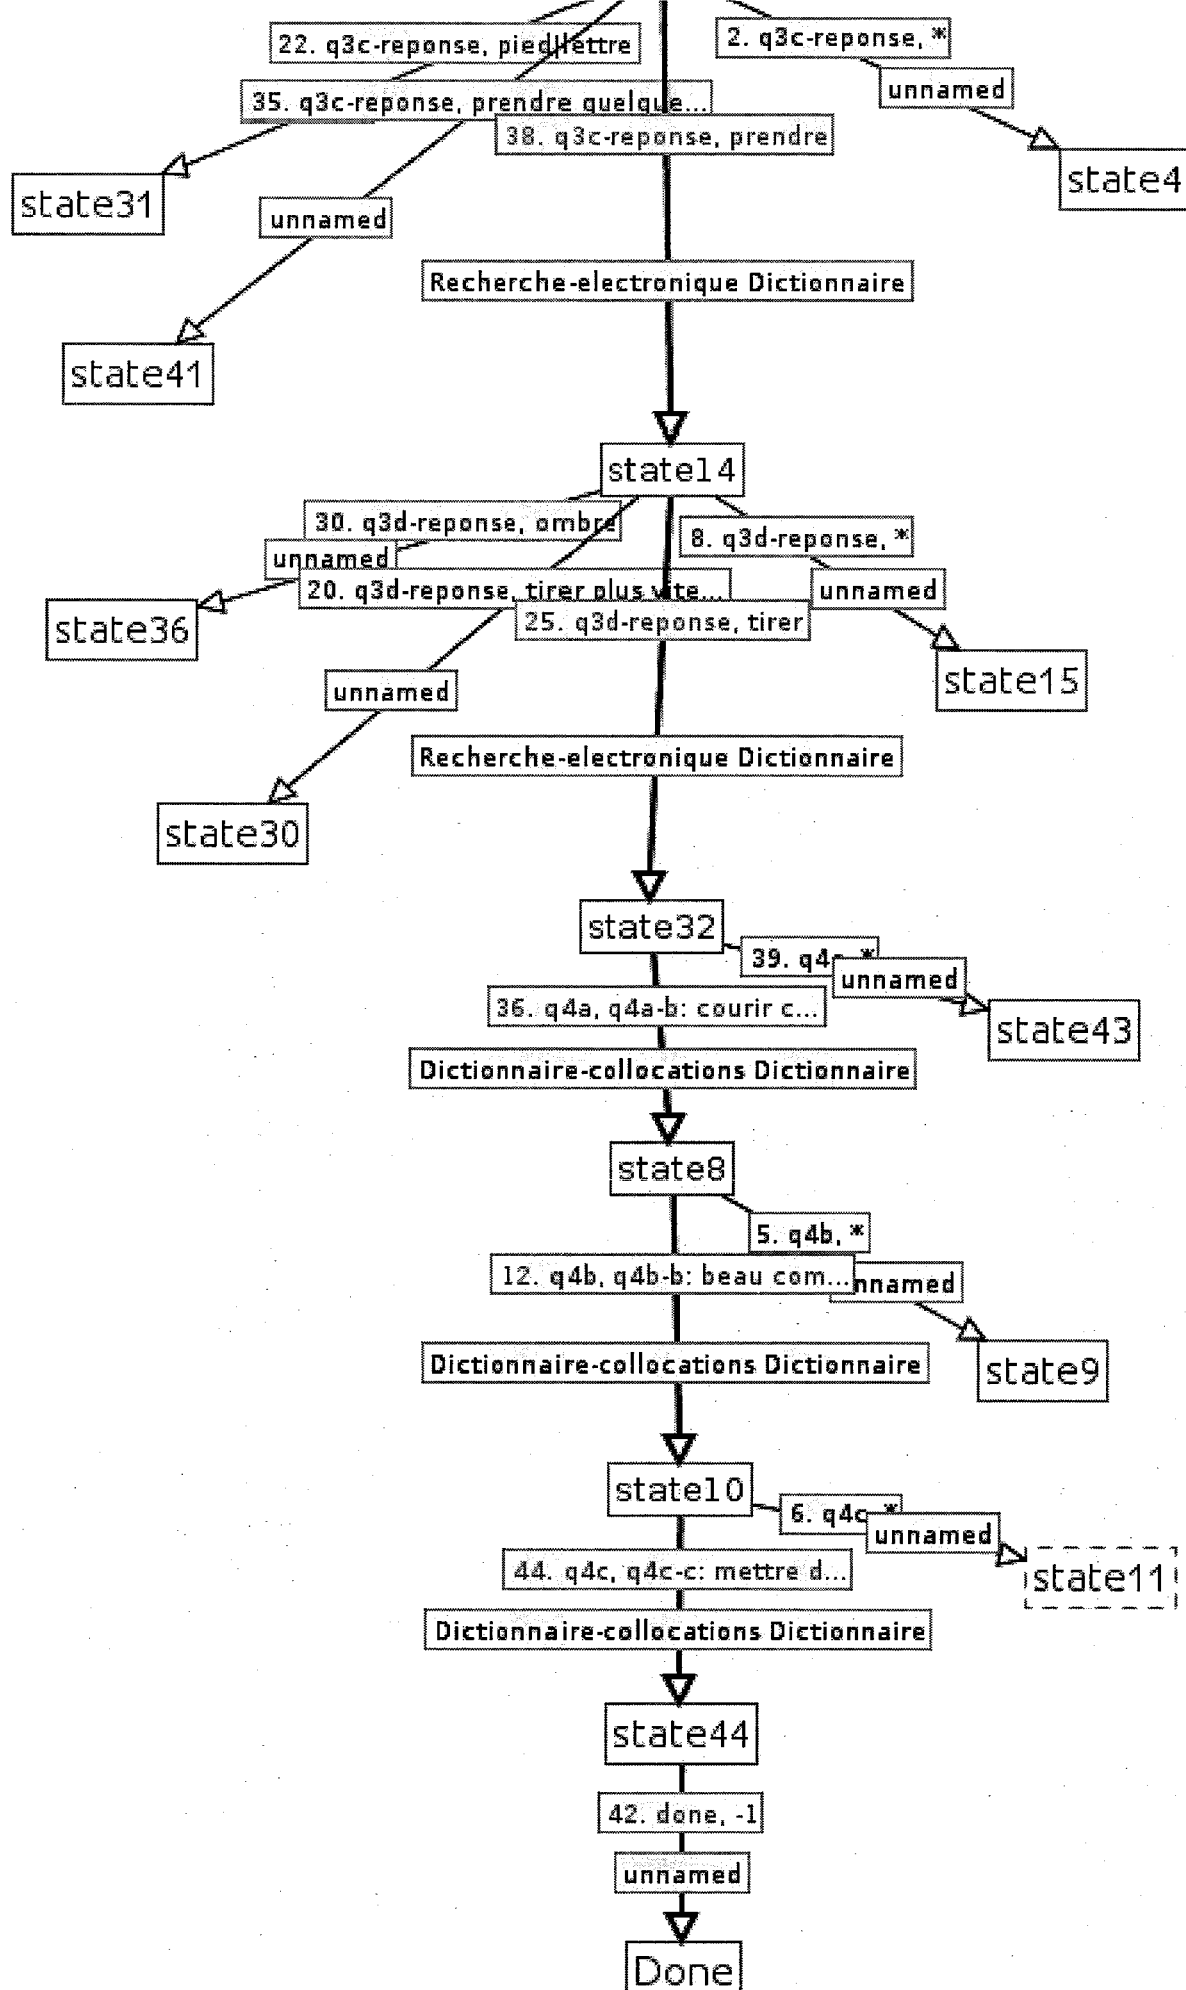 22. q3c-reponse, pied|lettre
2. q3c-reponse, *
unnamed
35. q3c-reponse, prendre quelque...
38. q3c-reponse, prendre
state4
state31
unnamed
Recherche-electronique Dictionnaire
state41
state14
30. q3d-reponse, ombre
8. q3d-reponse, *
unnamed
20. q3d-reponse, tirer plus vite...
unnamed
25. q3d-reponse, tirer
state36
state15
unnamed
Recherche-electronique Dictionnaire
state30
state32
39. q4a, *
unnamed
36. q4a, q4a-b: courir c...
state43
Dictionnaire-collocations Dictionnaire
state8
5. q4b, *
12. q4b, q4b-b: beau com...
unnamed
Dictionnaire-collocations Dictionnaire
state9
state10
6. q4c, *
unnamed
44. q4c, q4c-c: mettre d...
state11
Dictionnaire-collocations Dictionnaire
state44
42. done, -1
unnamed
Done